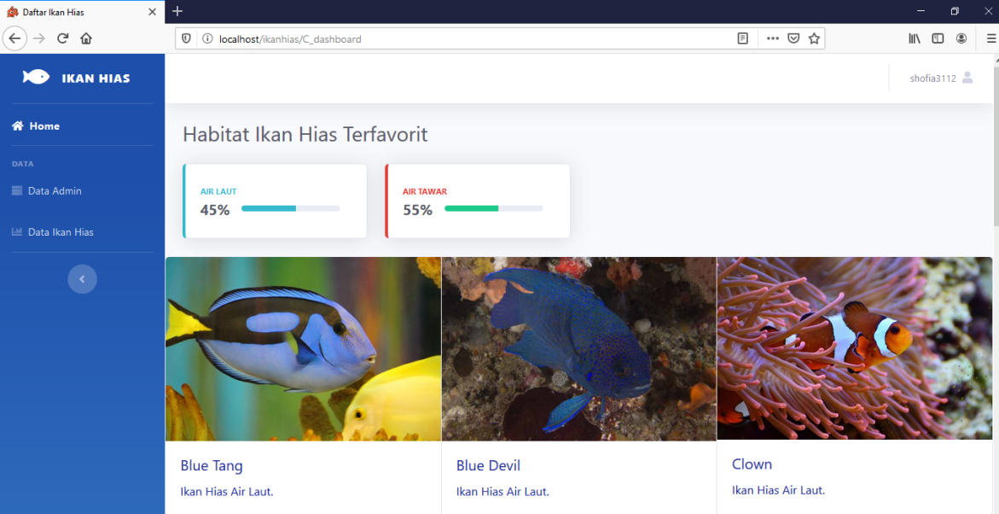 Daftar Ikan Hias
localhost/ikanhias/C_dashboard
IKAN HIAS
shofia3112
Home
DATA
Data Admin
Data Ikan Hias
Habitat Ikan Hias Terfavorit
AIR LAUT
45%
AIR TAWAR
55%
Blue Tang
Ikan Hias Air Laut.
Blue Devil
Ikan Hias Air Laut.
Clown
Ikan Hias Air Laut.